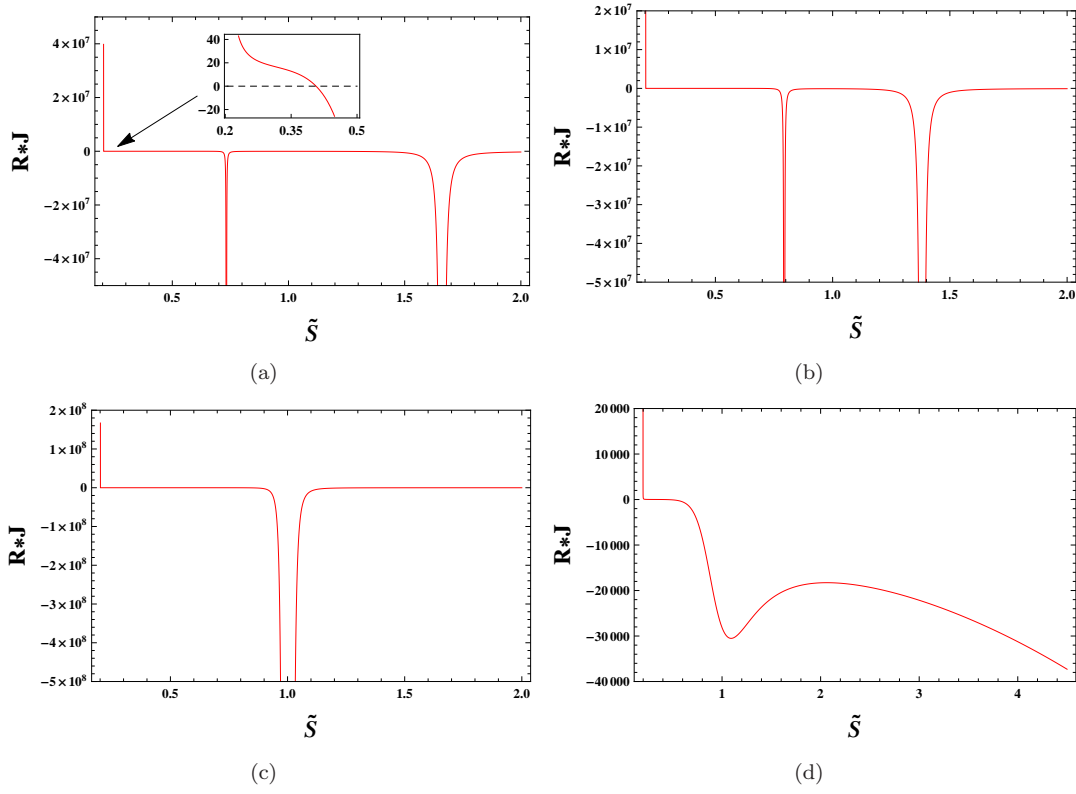 R*J
4×10⁷
2×10⁷
0
−2×10⁷
−4×10⁷
40
20
0
−20
0.2 0.35 0.5
0.5 1.0 1.5 2.0
S̃
(a)
R*J
2×10⁷
1×10⁷
0
−1×10⁷
−2×10⁷
−3×10⁷
−4×10⁷
−5×10⁷
0.5 1.0 1.5 2.0
S̃
(b)
R*J
2×10⁸
1×10⁸
0
−1×10⁸
−2×10⁸
−3×10⁸
−4×10⁸
−5×10⁸
0.5 1.0 1.5 2.0
S̃
(c)
R*J
20 000
10 000
0
−10 000
−20 000
−30 000
−40 000
1 2 3 4
S̃
(d)